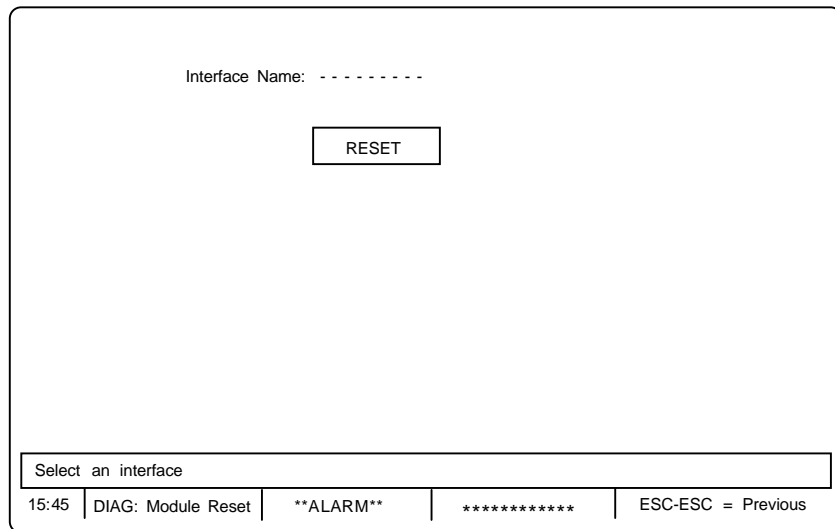 Interface Name: - - - - - - - - -
RESET
Select an interface
15:45 DIAG: Module Reset **ALARM** ************ ESC-ESC = Previous